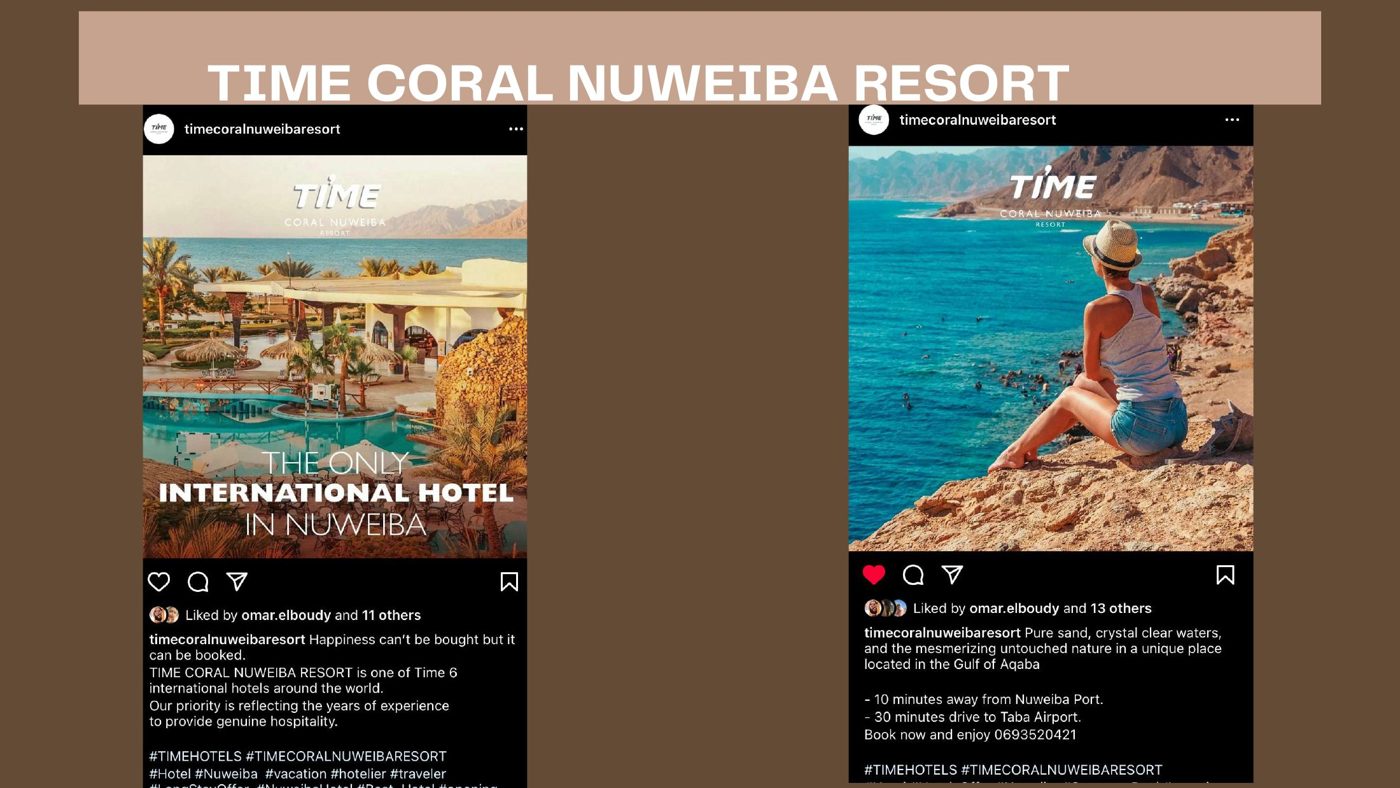 TIME CORAL NUWEIBA RESORT
timecoralnuweibaresort
TIME
CORAL NUWEIBA
RESORT
THE ONLY
INTERNATIONAL HOTEL
IN NUWEIBA
Liked by omar.elboudy and 11 others
timecoralnuweibaresort Happiness can't be bought but it
can be booked.
TIME CORAL NUWEIBA RESORT is one of Time 6
international hotels around the world.
Our priority is reflecting the years of experience
to provide genuine hospitality.
#TIMEHOTELS #TIMECORALNUWEIBARESORT
#Hotel #Nuweiba #vacation #hotelier #traveler
timecoralnuweibaresort
TIME
CORAL NUWEIBA
RESORT
Liked by omar.elboudy and 13 others
timecoralnuweibaresort Pure sand, crystal clear waters,
and the mesmerizing untouched nature in a unique place
located in the Gulf of Aqaba
- 10 minutes away from Nuweiba Port.
- 30 minutes drive to Taba Airport.
Book now and enjoy 0693520421
#TIMEHOTELS #TIMECORALNUWEIBARESORT